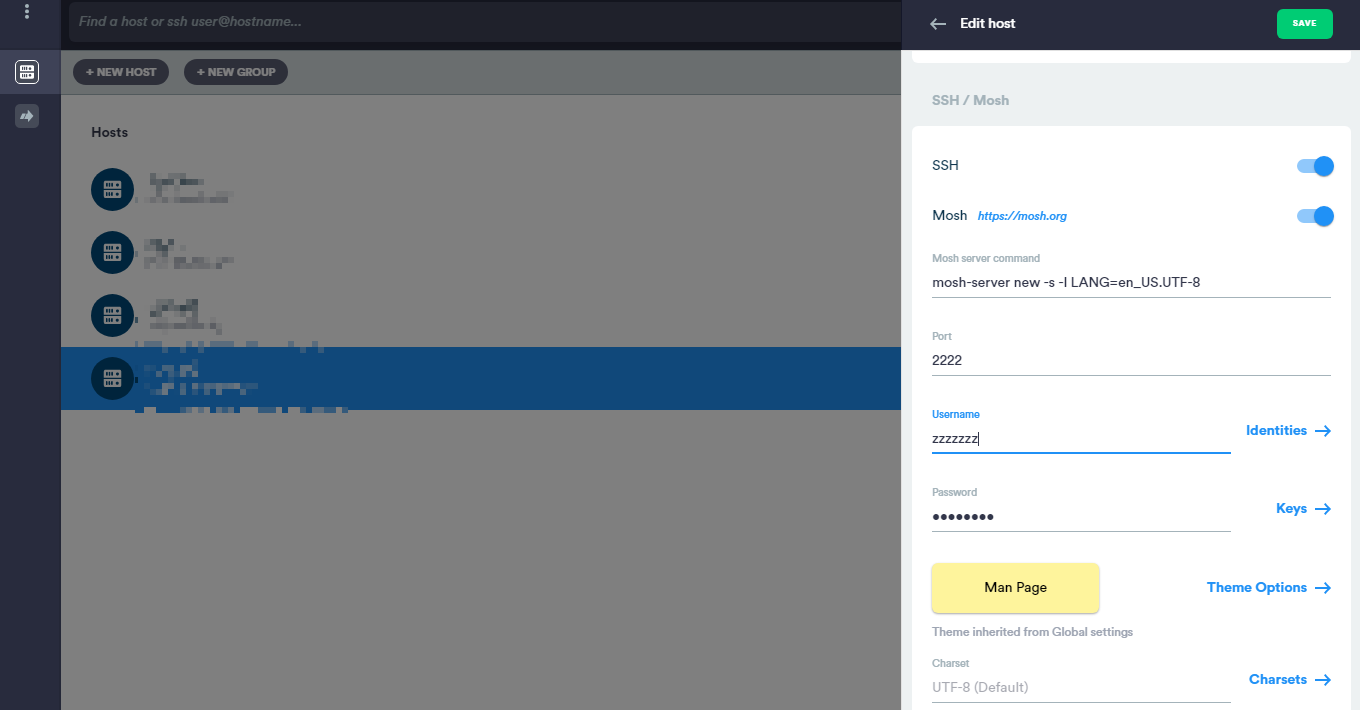 Find a host or ssh user@hostname...
+ NEW HOST
+ NEW GROUP
Hosts
Edit host
SAVE
SSH / Mosh
SSH
Mosh https://mosh.org
Mosh server command
mosh-server new -s -l LANG=en_US.UTF-8
Port
2222
Username
zzzzzzz
Identities
Password
••••••••
Keys
Man Page
Theme Options
Theme inherited from Global settings
Charset
UTF-8 (Default)
Charsets